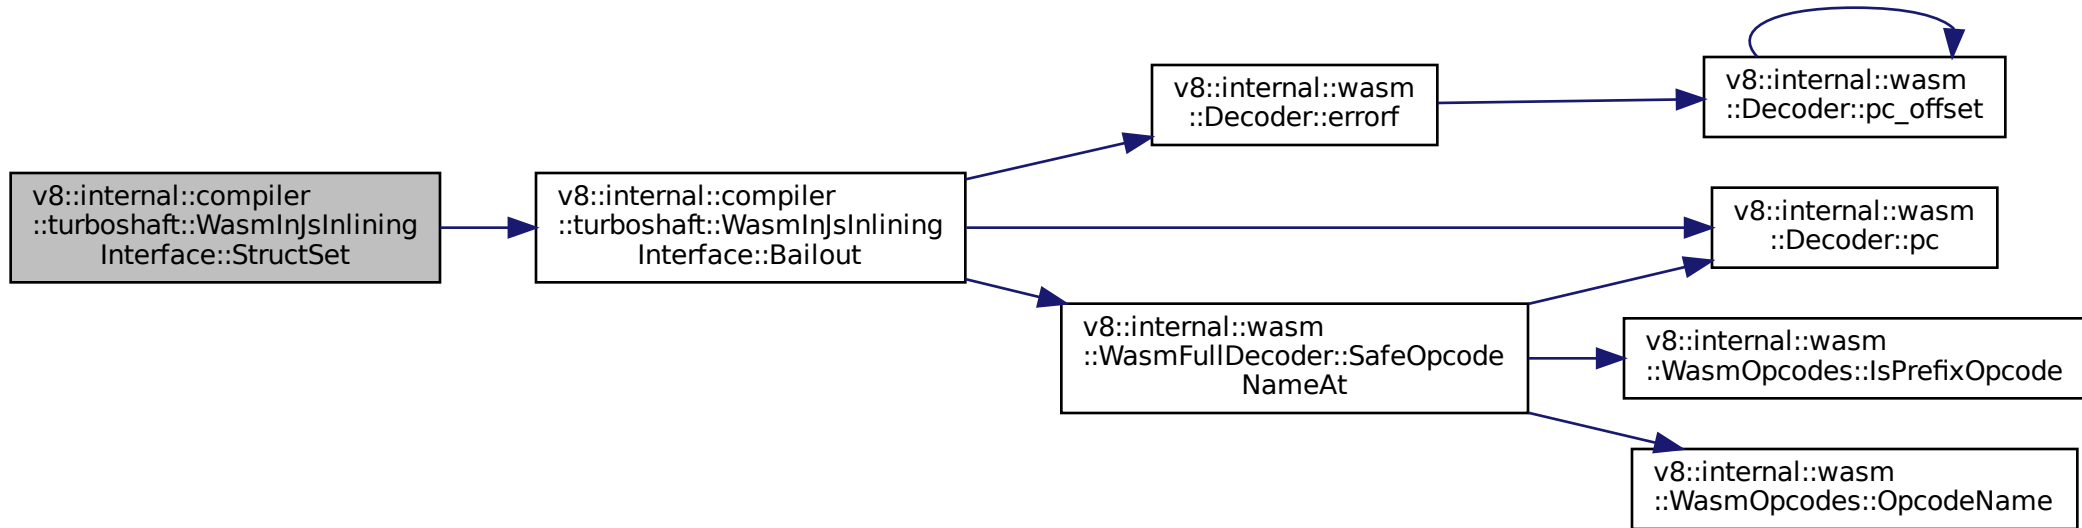 v8::internal::compiler
::turboshaft::WasmInJsInlining
Interface::StructSet
v8::internal::compiler
::turboshaft::WasmInJsInlining
Interface::Bailout
v8::internal::wasm
::Decoder::errorf
v8::internal::wasm
::Decoder::pc_offset
v8::internal::wasm
::Decoder::pc
v8::internal::wasm
::WasmFullDecoder::SafeOpcode
NameAt
v8::internal::wasm
::WasmOpcodes::IsPrefixOpcode
v8::internal::wasm
::WasmOpcodes::OpcodeName